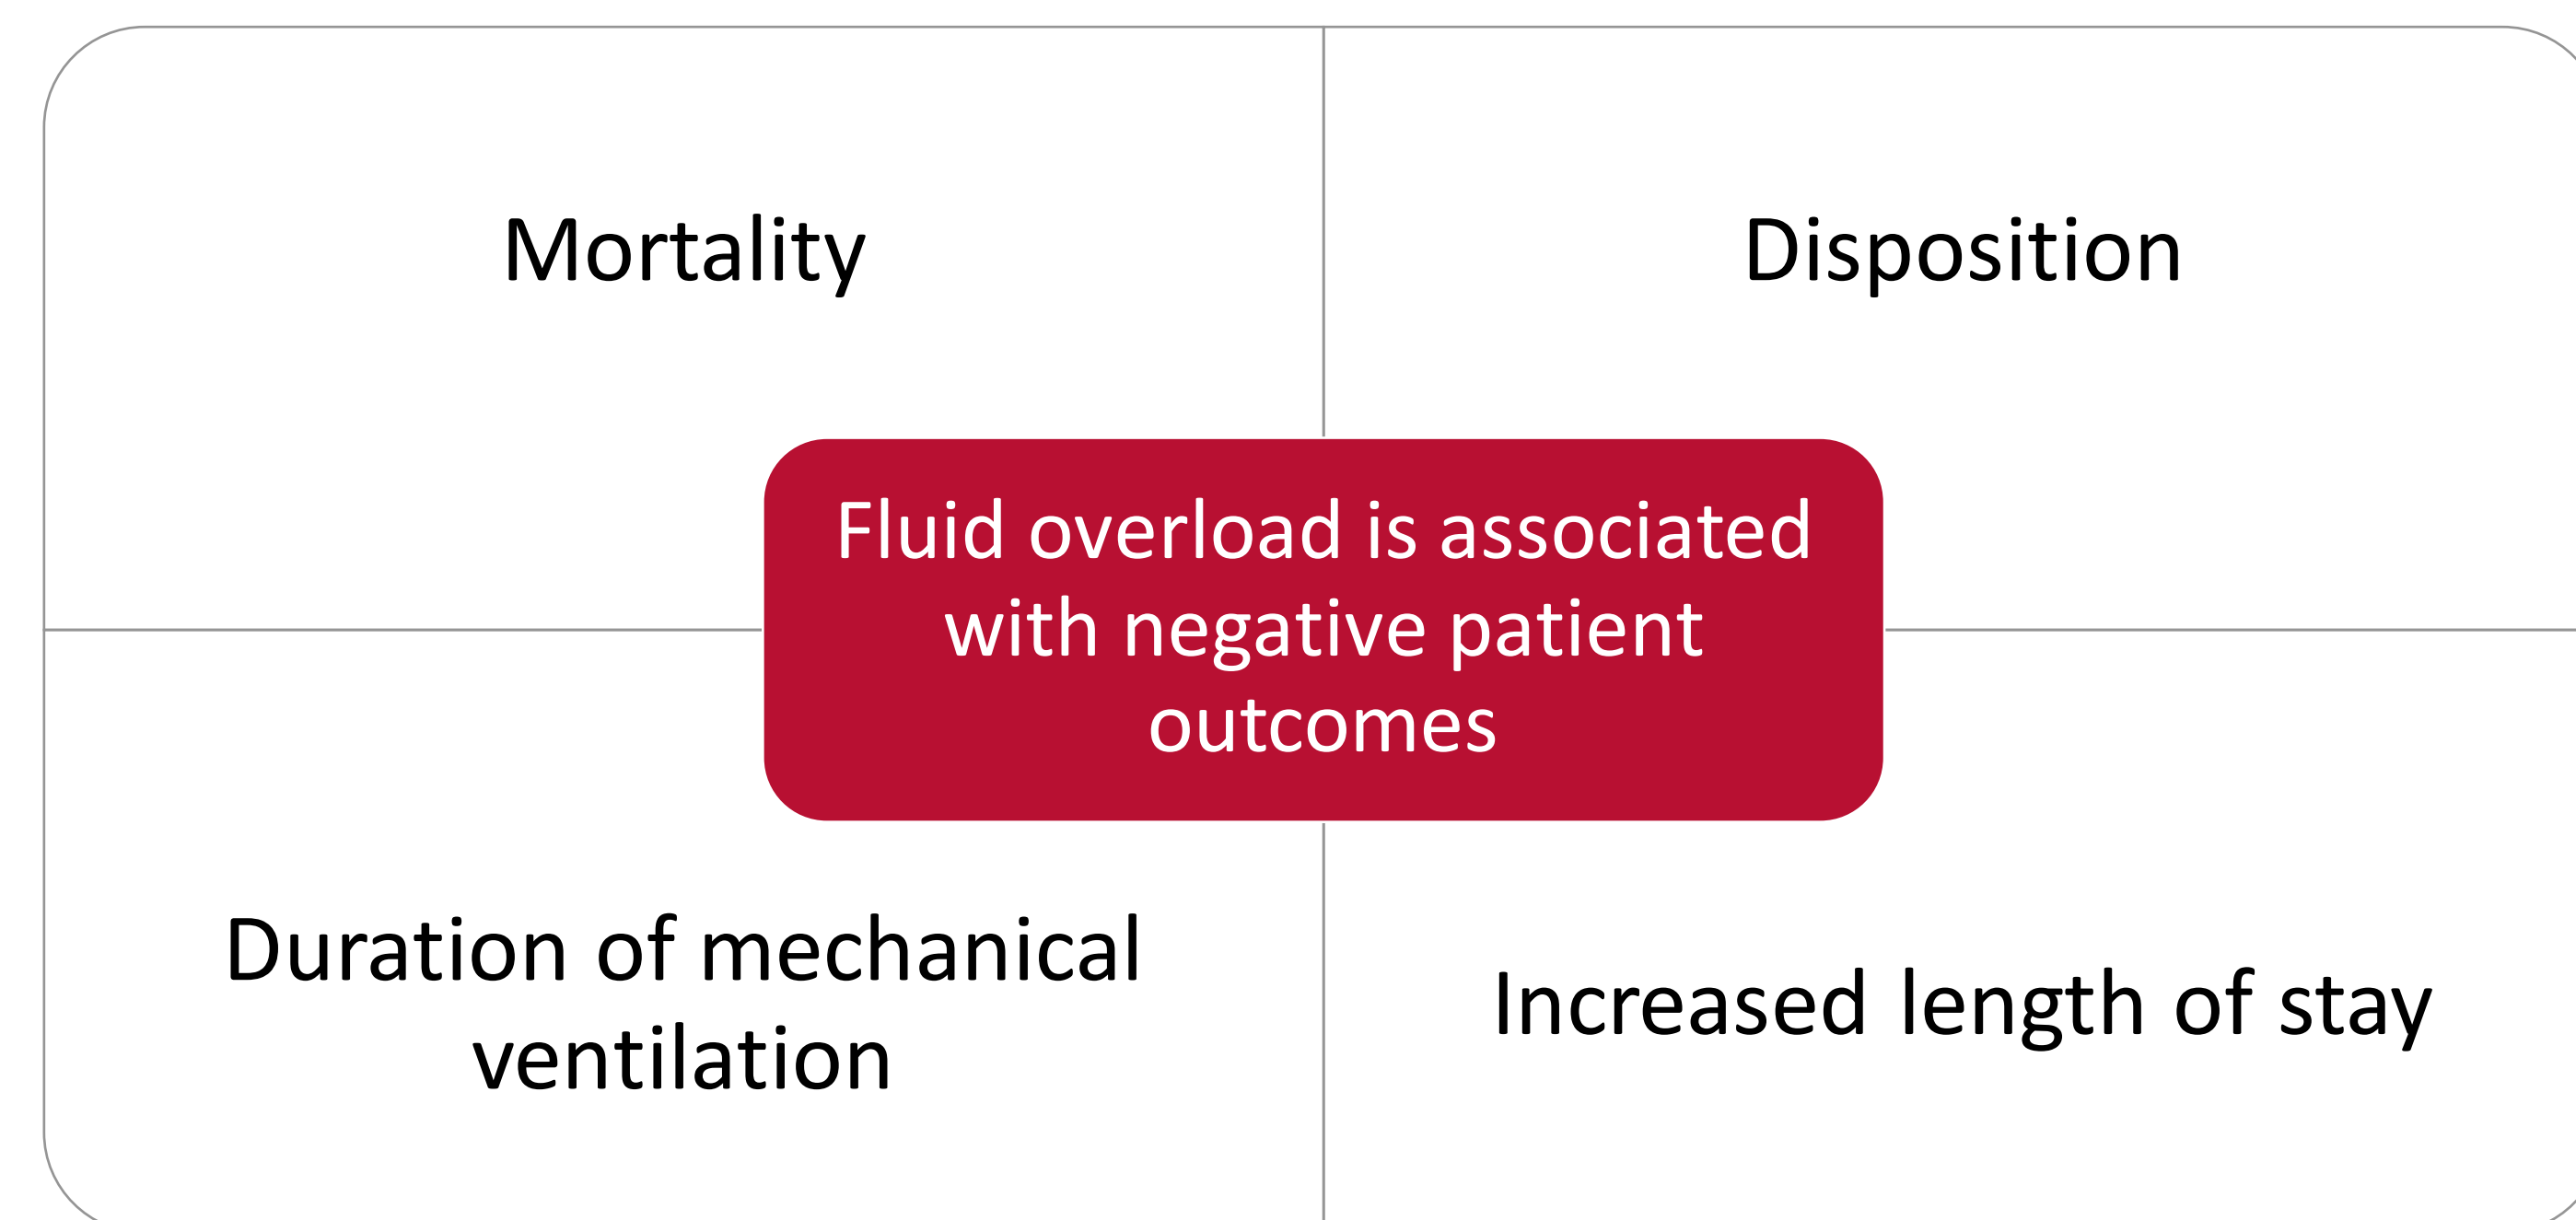 Mortality
Disposition
Fluid overload is associated
with negative patient
outcomes
Duration of mechanical
ventilation
Increased length of stay